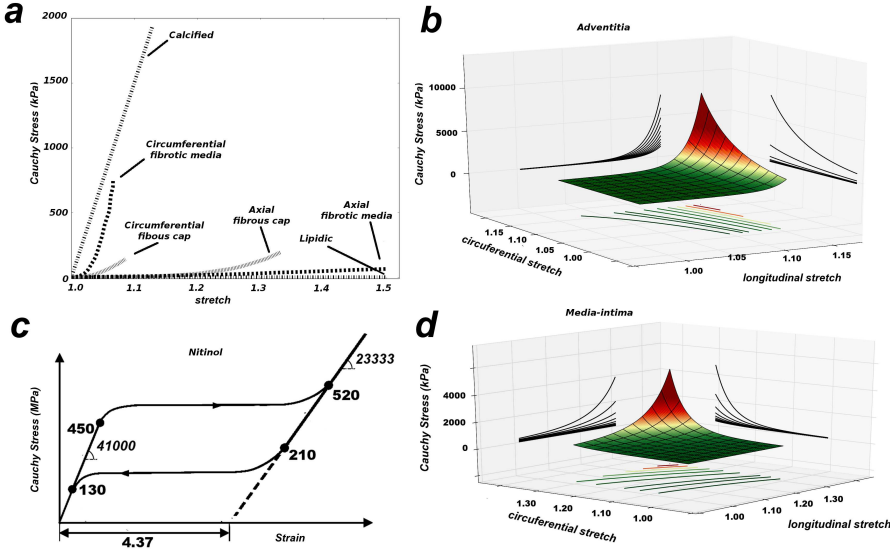 a
Cauchy Stress (kPa)
2000
1500
1000
500
0
1.0
1.1
1.2
1.3
1.4
1.5
stretch
Calcified
Circumferential
fibrotic media
Circumferential
fibous cap
Axial
fibrous cap
Axial
fibrotic media
Lipidic
b
Adventitia
Cauchy Stress (kPa)
10000
5000
0
1.15
1.10
1.05
1.00
circuferential stretch
1.00
1.05
1.10
1.15
longitudinal stretch
c
Nitinol
Cauchy Stress (MPa)
450
41000
130
23333
520
210
4.37
Strain
d
Media-intima
Cauchy Stress (kPa)
4000
2000
0
1.30
1.20
1.10
1.00
circuferential stretch
1.00
1.10
1.20
1.30
longitudinal stretch